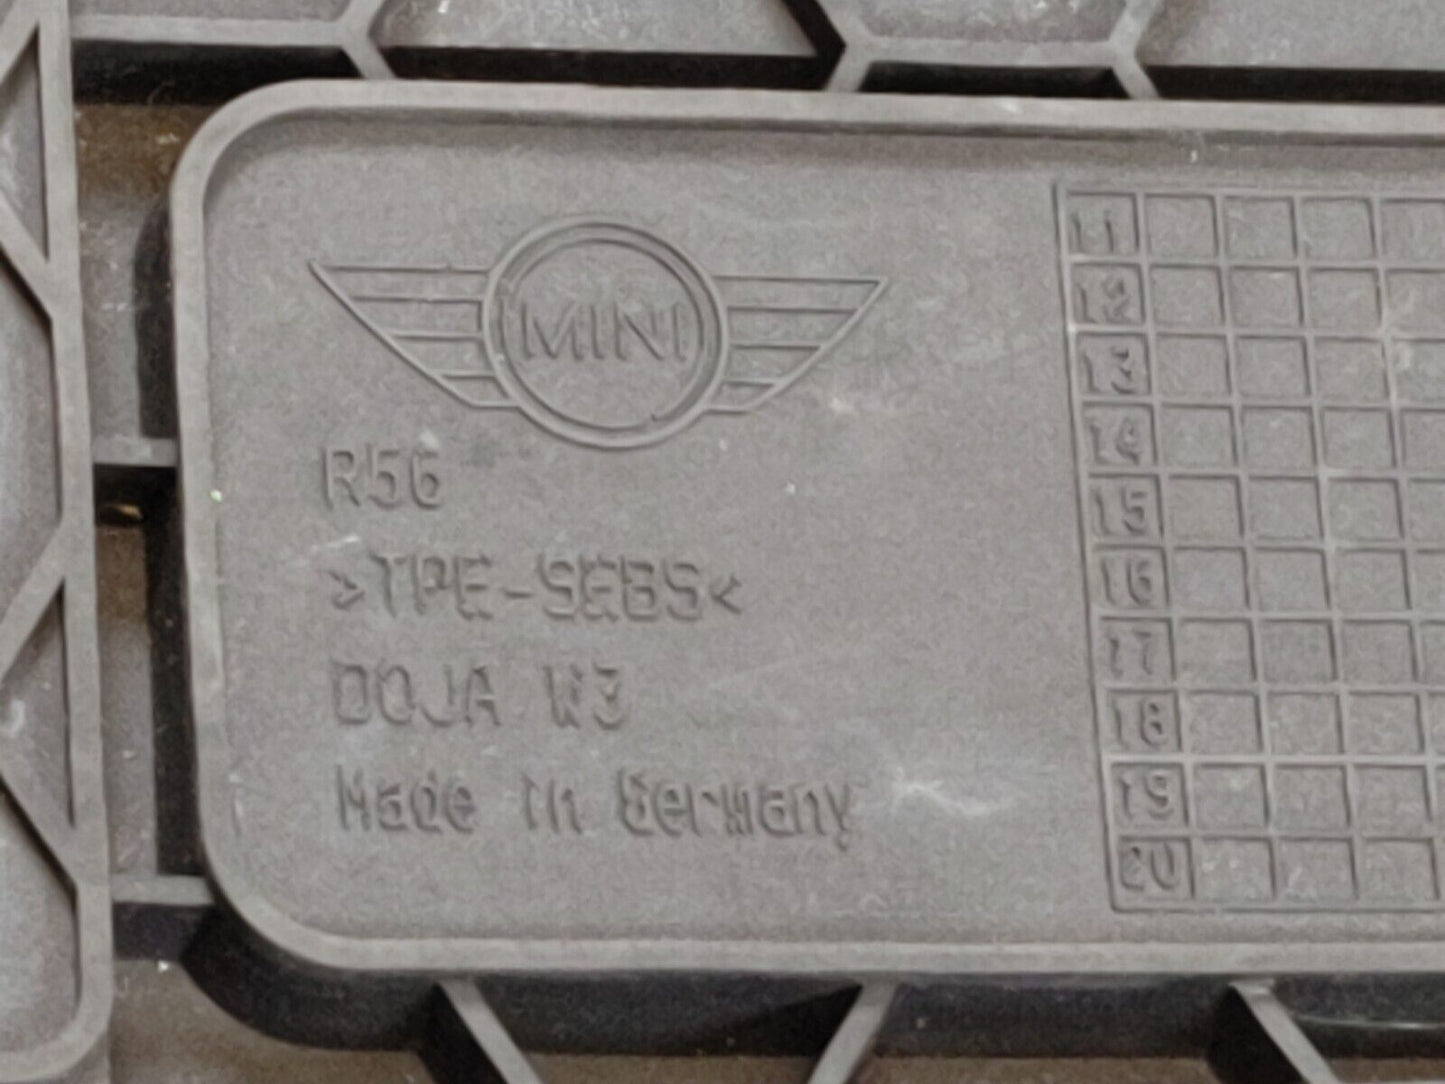 MINI
R56
>TPE-SEBS<
DOJA W3
Made in Germany
11
12
13
14
15
16
17
18
19
20